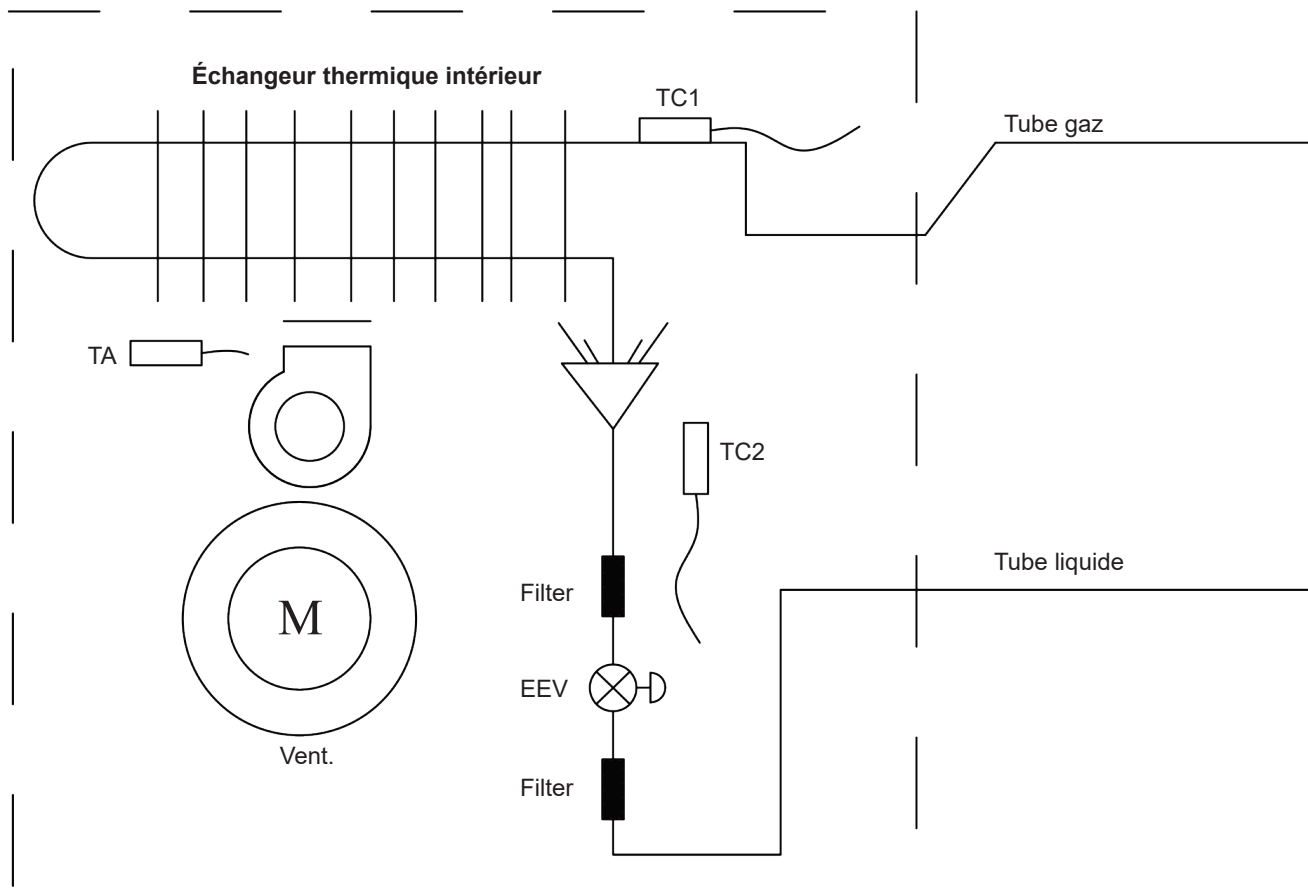 Échangeur thermique intérieur
TC1
Tube gaz
TA
TC2
Tube liquide
Filter
M
EEV
Vent.
Filter